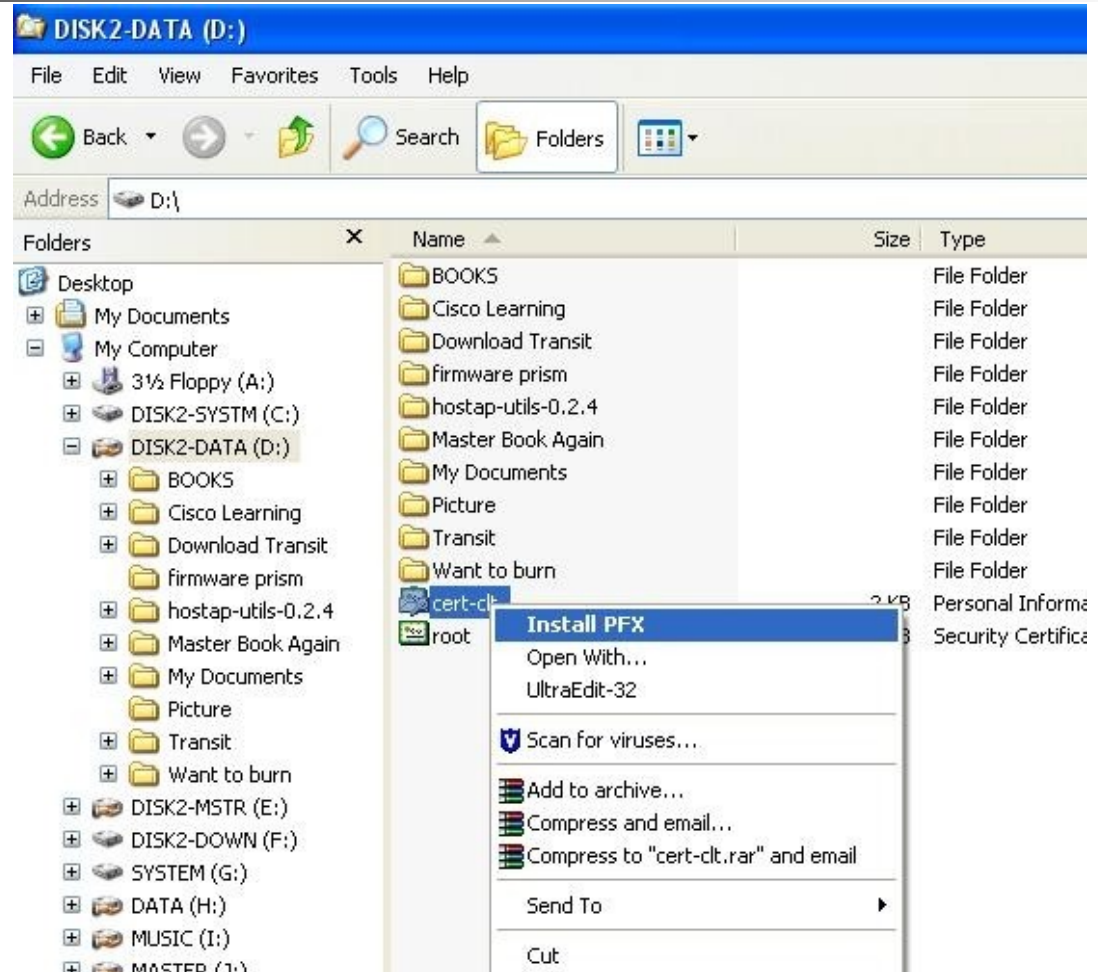 DISK2-DATA (D:)
File Edit View Favorites Tools Help
Back Search Folders
Address D:\
Folders
Desktop
My Documents
My Computer
3½ Floppy (A:)
DISK2-SYSTM (C:)
DISK2-DATA (D:)
BOOKS
Cisco Learning
Download Transit
firmware prism
hostap-utils-0.2.4
Master Book Again
My Documents
Picture
Transit
Want to burn
DISK2-MSTR (E:)
DISK2-DOWN (F:)
SYSTEM (G:)
DATA (H:)
MUSIC (I:)
MASTER (J:)
Name Size Type
BOOKS File Folder
Cisco Learning File Folder
Download Transit File Folder
firmware prism File Folder
hostap-utils-0.2.4 File Folder
Master Book Again File Folder
My Documents File Folder
Picture File Folder
Transit File Folder
Want to burn File Folder
cert-clt KB Personal Informa
root Security Certifica
Install PFX
Open With...
UltraEdit-32
Scan for viruses...
Add to archive...
Compress and email...
Compress to "cert-clt.rar" and email
Send To
Cut